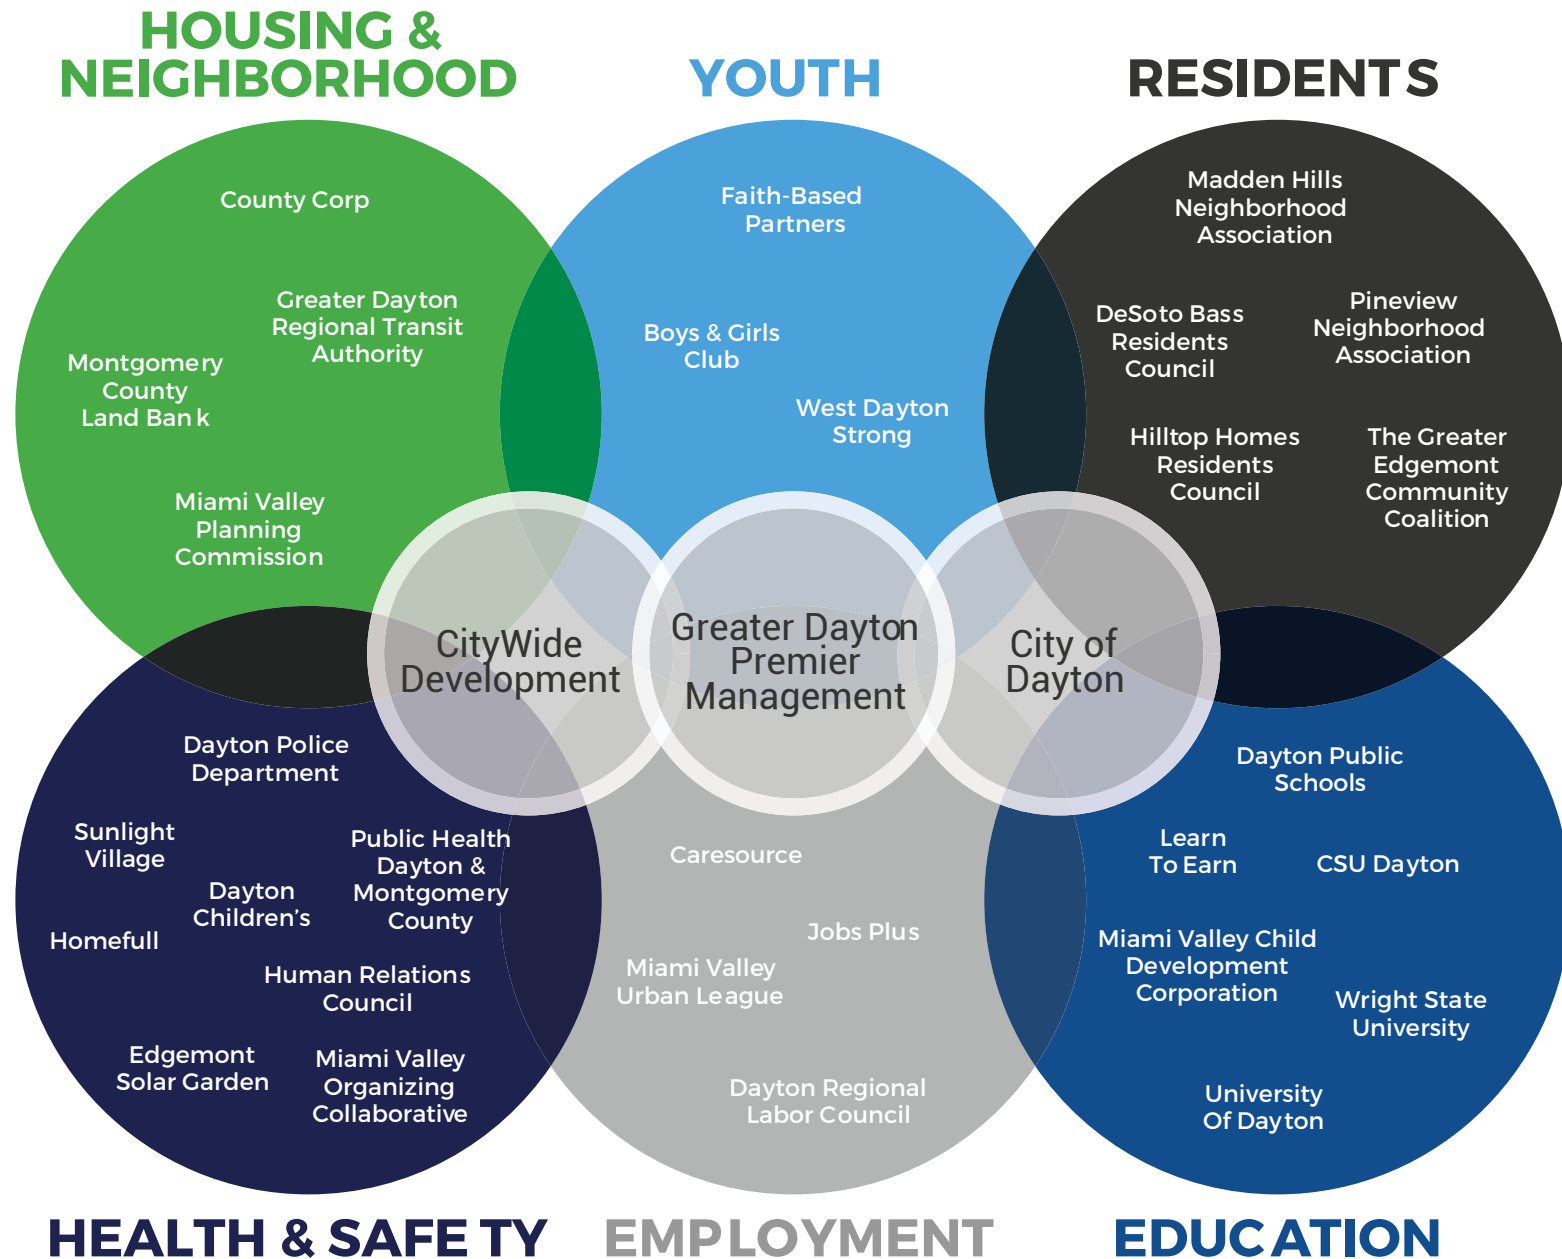 HOUSING &
NEIGHBORHOOD
YOUTH
RESIDENTS
County Corp
Greater Dayton
Regional Transit
Authority
Montgomery
County
Land Bank
Miami Valley
Planning
Commission
Faith-Based
Partners
Boys & Girls
Club
West Dayton
Strong
Madden Hills
Neighborhood
Association
DeSoto Bass
Residents
Council
Pineview
Neighborhood
Association
Hilltop Homes
Residents
Council
The Greater
Edgemont
Community
Coalition
CityWide
Development
Greater Dayton
Premier
Management
City of
Dayton
Dayton Police
Department
Sunlight
Village
Public Health
Dayton &
Montgomery
County
Dayton
Children's
Homefull
Human Relations
Council
Edgemont
Solar Garden
Miami Valley
Organizing
Collaborative
Caresource
Jobs Plus
Miami Valley
Urban League
Dayton Regional
Labor Council
Dayton Public
Schools
Learn
To Earn
CSU Dayton
Miami Valley Child
Development
Corporation
Wright State
University
University
Of Dayton
HEALTH & SAFETY
EMPLOYMENT
EDUCATION